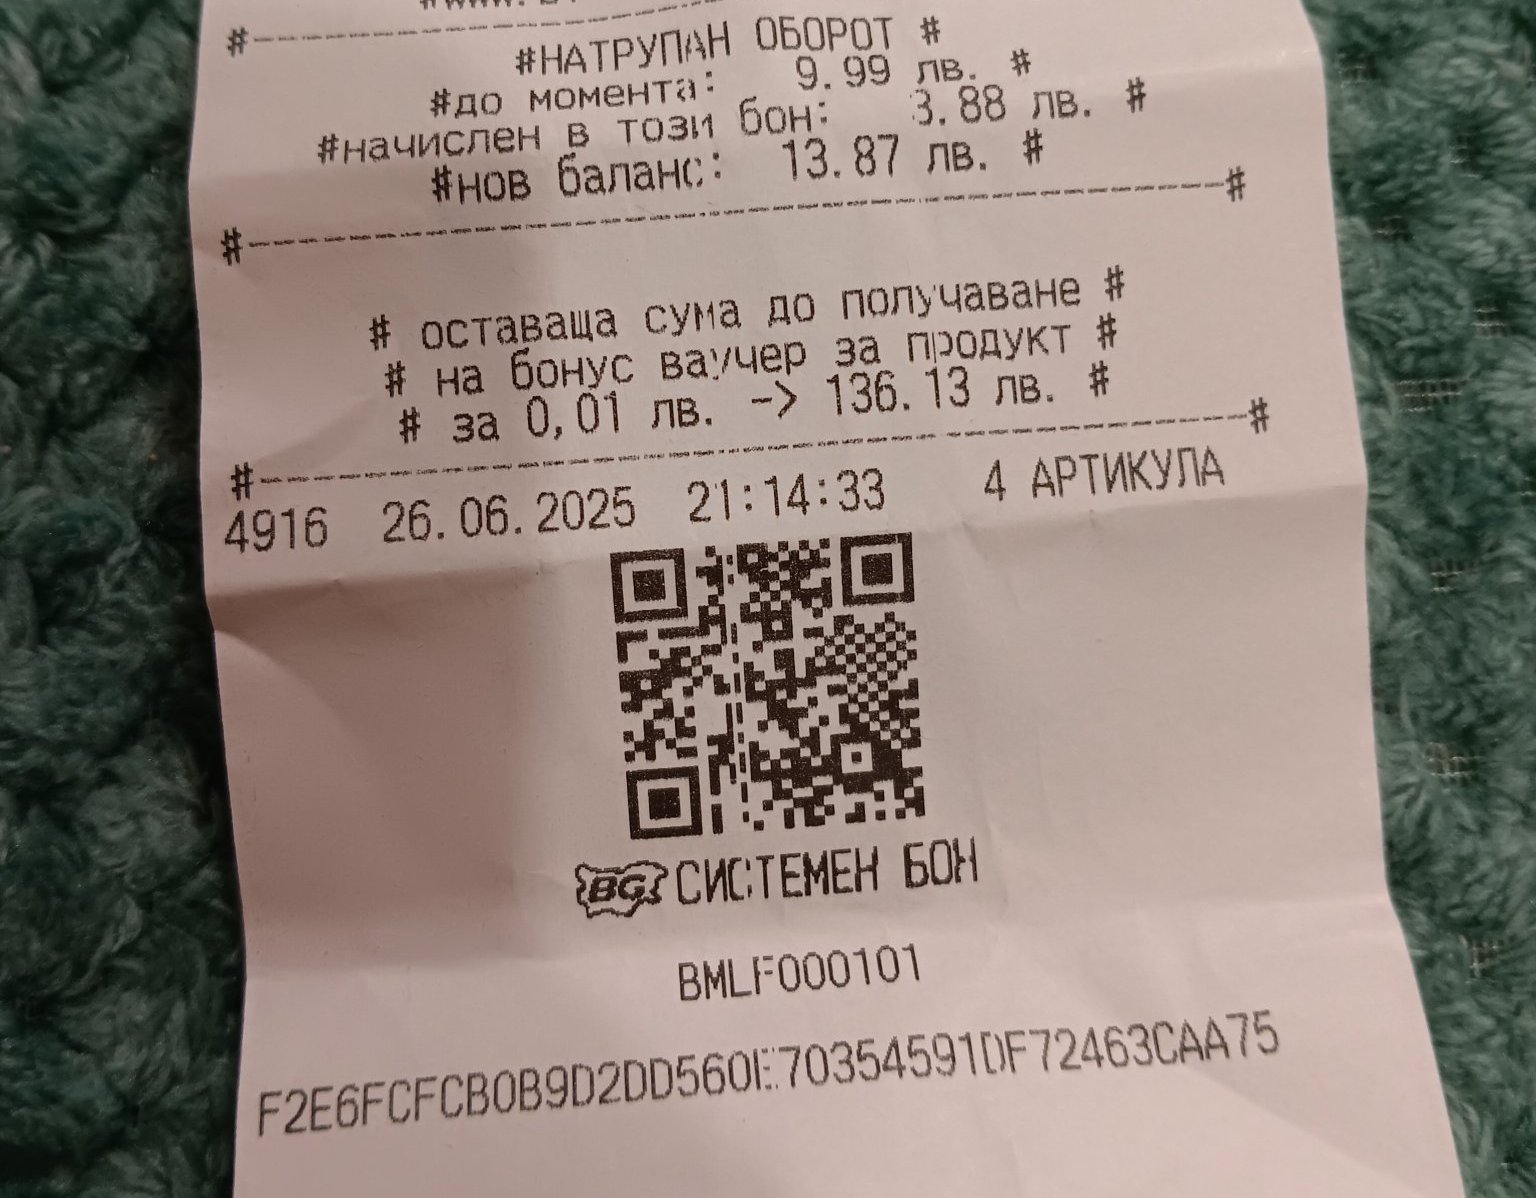 #--------------------------------
#НАТРУПАН ОБОРОТ #
#до момента: 9.99 лв. #
#начислен в този бон: 3.88 лв. #
#нов баланс: 13.87 лв. #
#--------------------------------#
# оставаща сума до получаване #
# на бонус ваучер за продукт #
# за 0,01 лв. -> 136.13 лв. #
#--------------------------------#
4916 26.06.2025 21:14:33 4 АРТИКУЛА
BG СИСТЕМЕН БОН
BMLF000101
F2E6FCFCB0B9D2DD560E70354591DF72463CAA75